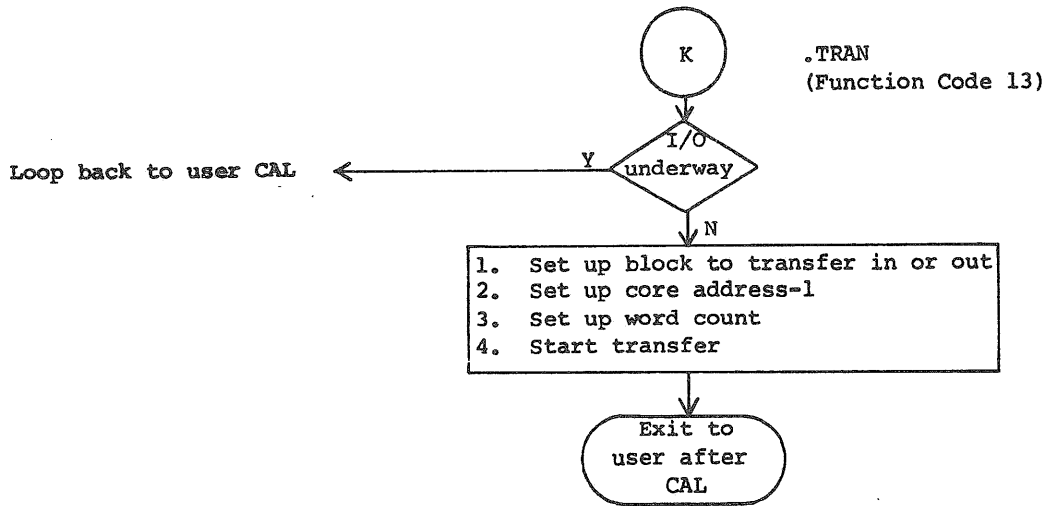 K
.TRAN
(Function Code 13)
I/O
underway
Y
Loop back to user CAL
N
1. Set up block to transfer in or out
2. Set up core address-1
3. Set up word count
4. Start transfer
Exit to
user after
CAL